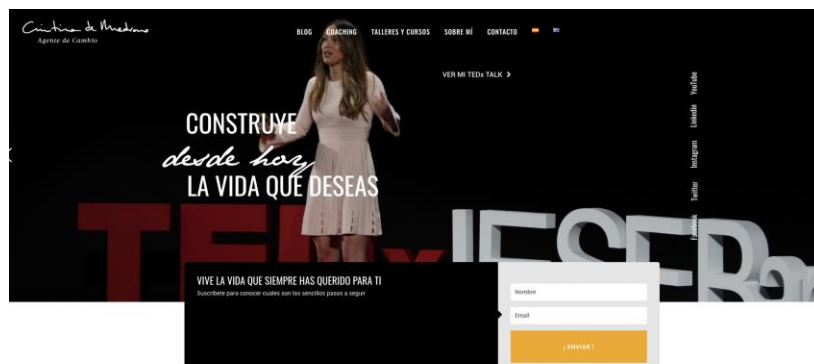 Cristina de Medrano
Agente de Cambio
BLOG COACHING TALLERES Y CURSOS SOBRE MÍ CONTACTO
VER MI TEDx TALK
CONSTRUYE
desde hoy
LA VIDA QUE DESEAS
YouTube
Linkedin
Instagram
Twitter
Facebook
TEDxIESEBar
VIVE LA VIDA QUE SIEMPRE HAS QUERIDO PARA TI
Suscríbete para conocer cuales son los sencillos pasos a seguir
Nombre
Email
¡ ENVIAR !